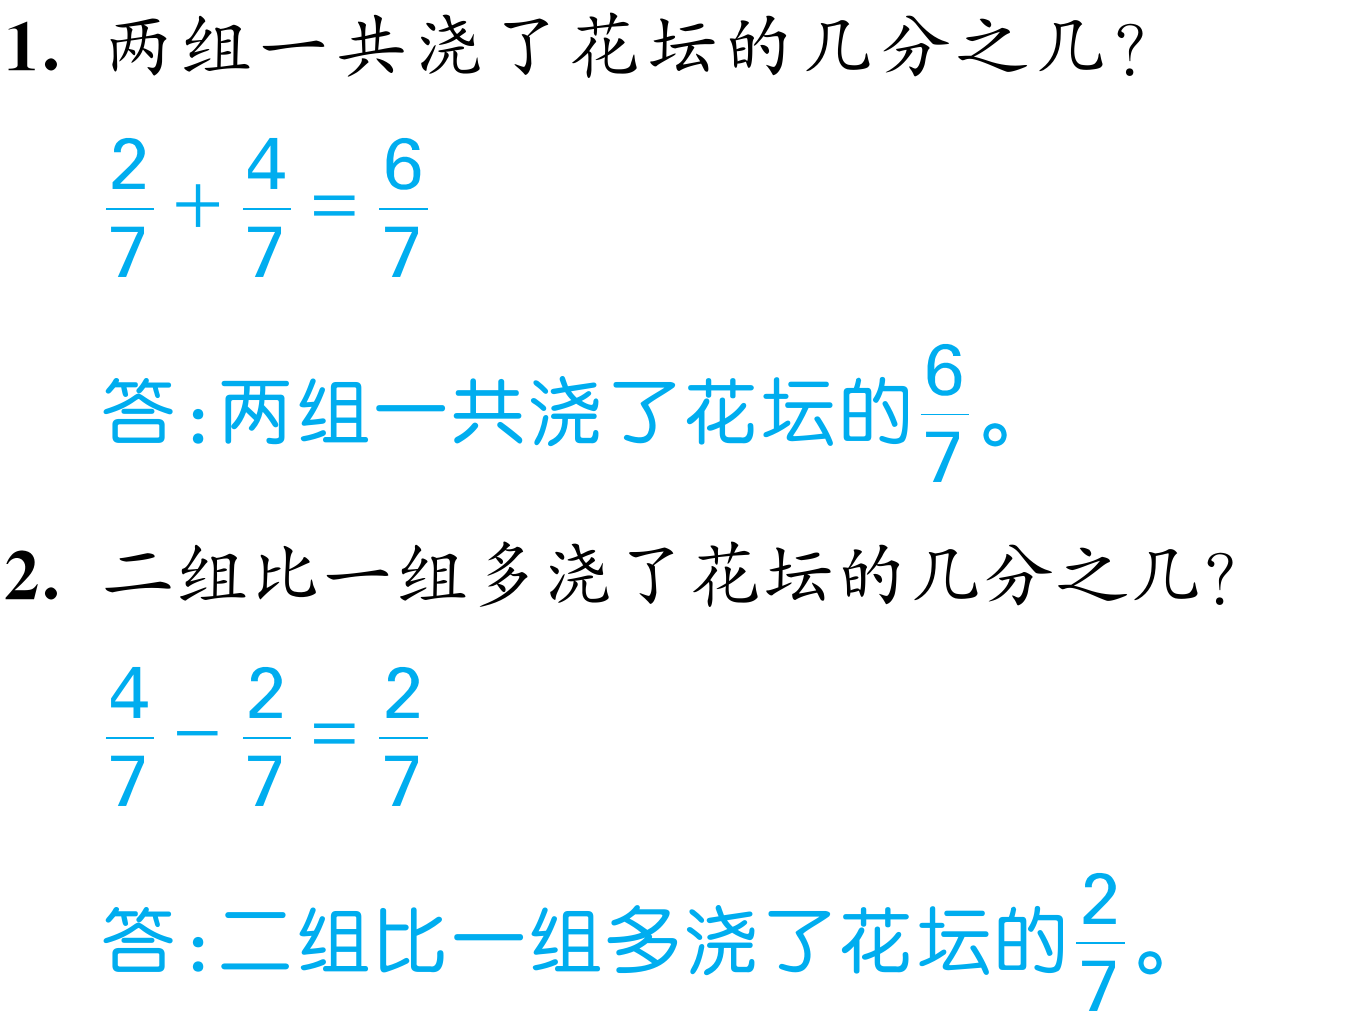 1. 两组一共浇了花坛的几分之几?
2/7 + 4/7 = 6/7
答:两组一共浇了花坛的6/7。
2. 二组比一组多浇了花坛的几分之几?
4/7 − 2/7 = 2/7
答:二组比一组多浇了花坛的2/7。